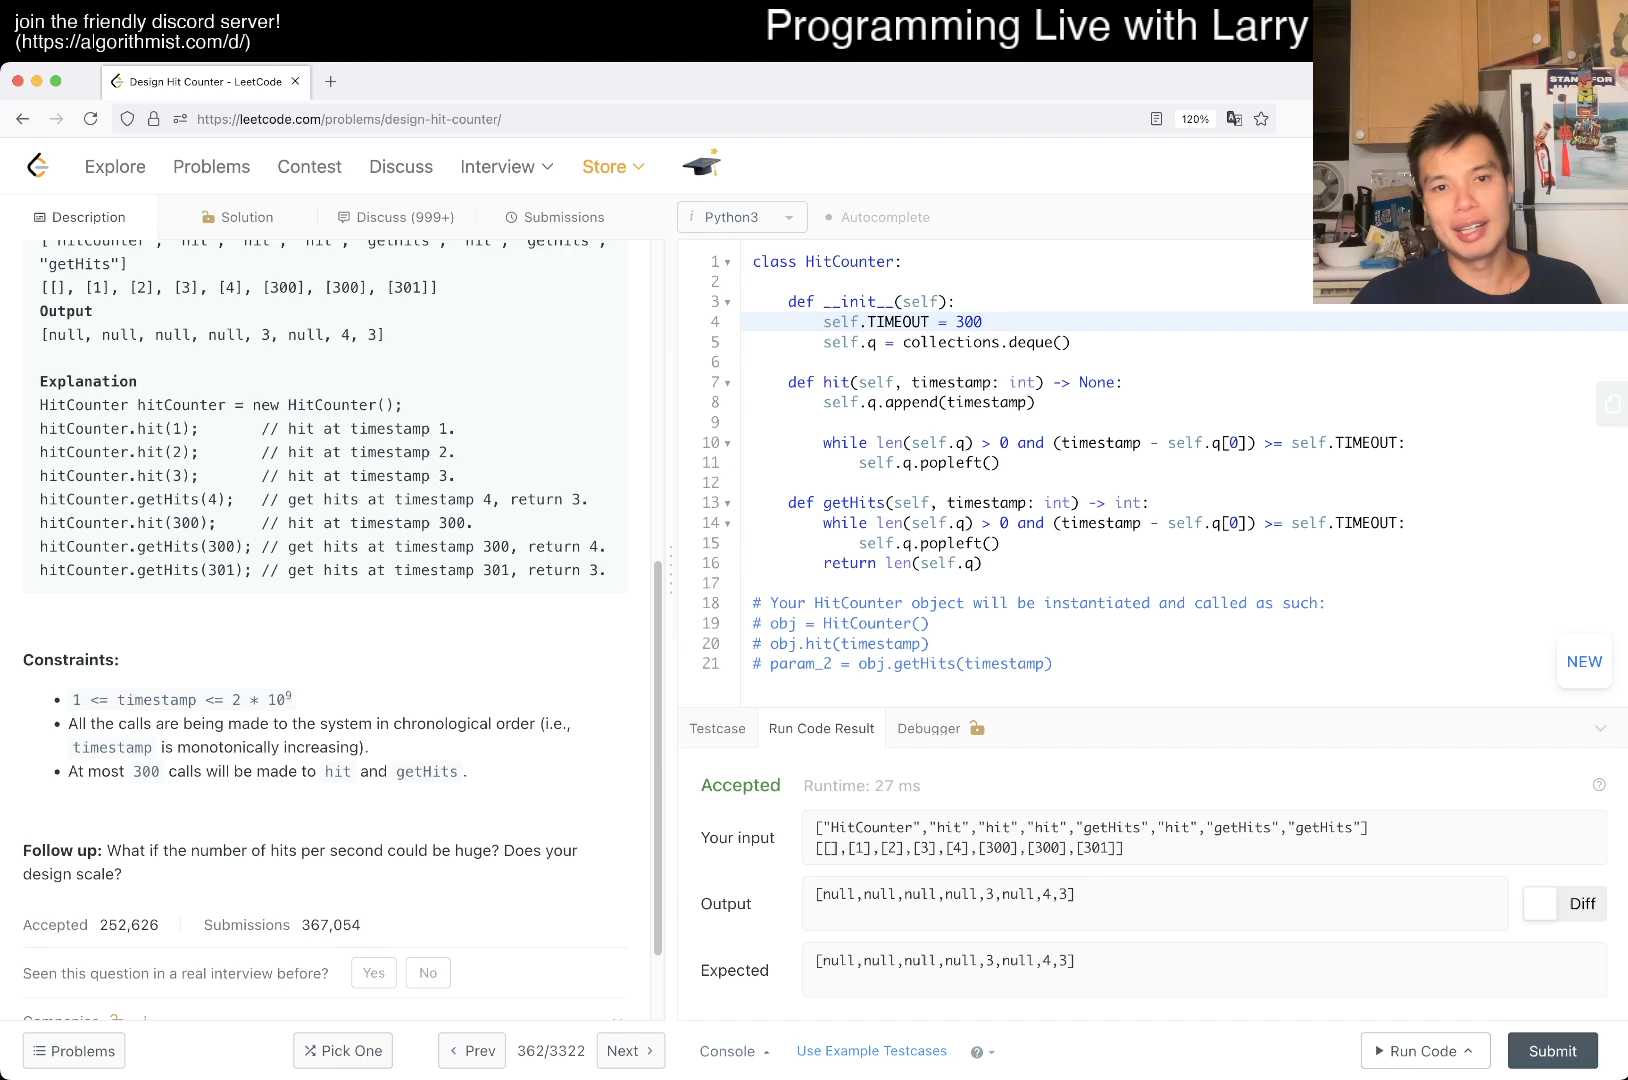 join the friendly discord server!
(https://algorithmist.com/d/)
Programming Live with Larry
STANFORD
Design Hit Counter - LeetCode
https://leetcode.com/problems/design-hit-counter/
120%
Explore Problems Contest Discuss Interview Store
Description Solution Discuss (999+) Submissions
["HitCounter", "hit", "hit", "hit", "getHits", "hit", "getHits",
"getHits"]
[[], [1], [2], [3], [4], [300], [300], [301]]
Output
[null, null, null, null, 3, null, 4, 3]
Explanation
HitCounter hitCounter = new HitCounter();
hitCounter.hit(1); // hit at timestamp 1.
hitCounter.hit(2); // hit at timestamp 2.
hitCounter.hit(3); // hit at timestamp 3.
hitCounter.getHits(4); // get hits at timestamp 4, return 3.
hitCounter.hit(300); // hit at timestamp 300.
hitCounter.getHits(300); // get hits at timestamp 300, return 4.
hitCounter.getHits(301); // get hits at timestamp 301, return 3.
Constraints:
• 1 <= timestamp <= 2 * 10⁹
• All the calls are being made to the system in chronological order (i.e.,
timestamp is monotonically increasing).
• At most 300 calls will be made to hit and getHits.
Follow up: What if the number of hits per second could be huge? Does your
design scale?
Accepted 252,626 Submissions 367,054
Seen this question in a real interview before? Yes No
Problems Pick One Prev 362/3322 Next
i Python3 Autocomplete
1 class HitCounter:
2
3 def __init__(self):
4 self.TIMEOUT = 300
5 self.q = collections.deque()
6
7 def hit(self, timestamp: int) -> None:
8 self.q.append(timestamp)
9
10 while len(self.q) > 0 and (timestamp - self.q[0]) >= self.TIMEOUT:
11 self.q.popleft()
12
13 def getHits(self, timestamp: int) -> int:
14 while len(self.q) > 0 and (timestamp - self.q[0]) >= self.TIMEOUT:
15 self.q.popleft()
16 return len(self.q)
17
18 # Your HitCounter object will be instantiated and called as such:
19 # obj = HitCounter()
20 # obj.hit(timestamp)
21 # param_2 = obj.getHits(timestamp)
NEW
Testcase Run Code Result Debugger
Accepted Runtime: 27 ms
Your input
["HitCounter","hit","hit","hit","getHits","hit","getHits","getHits"]
[[],[1],[2],[3],[4],[300],[300],[301]]
Output
[null,null,null,null,3,null,4,3]
Diff
Expected
[null,null,null,null,3,null,4,3]
Console Use Example Testcases Run Code Submit